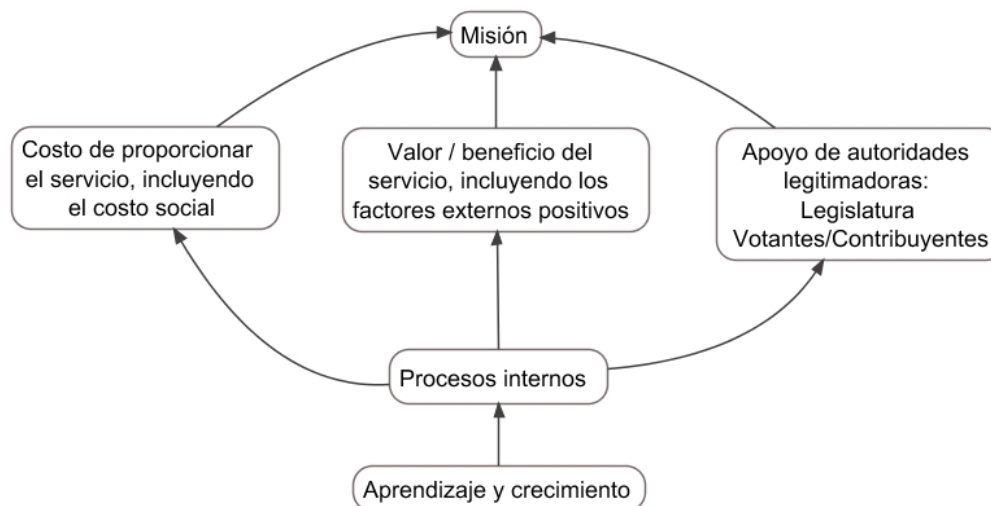 Misión
Costo de proporcionar
el servicio, incluyendo
el costo social
Valor / beneficio del
servicio, incluyendo los
factores externos positivos
Apoyo de autoridades
legitimadoras:
Legislatura
Votantes/Contribuyentes
Procesos internos
Aprendizaje y crecimiento